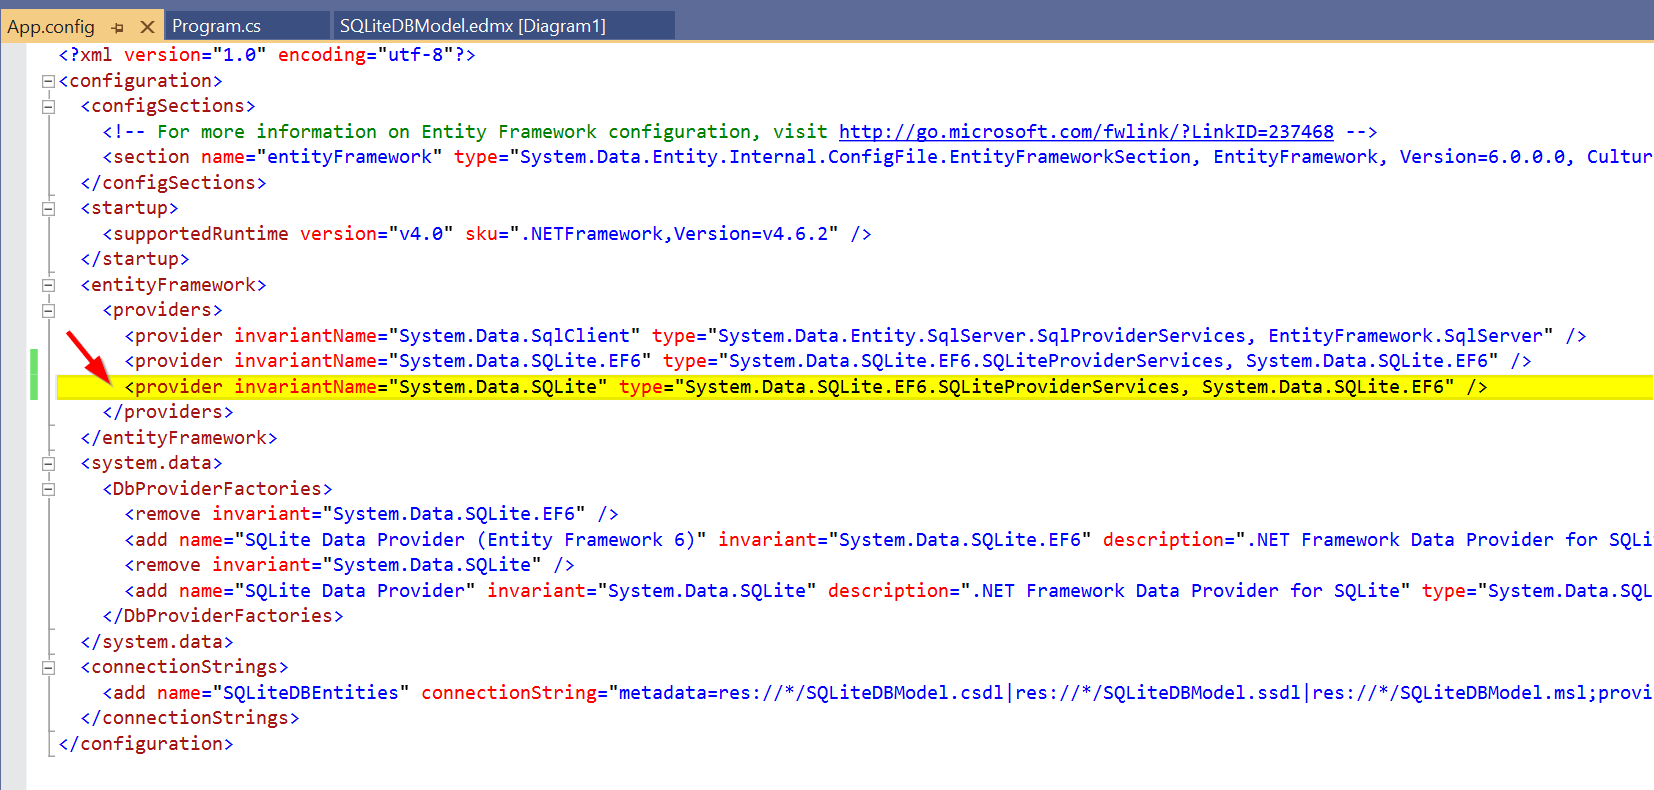 App.config
Program.cs
SQLiteDBModel.edmx [Diagram1]
<?xml version="1.0" encoding="utf-8"?>
<configuration>
<configSections>
<!-- For more information on Entity Framework configuration, visit http://go.microsoft.com/fwlink/?LinkID=237468 -->
<section name="entityFramework" type="System.Data.Entity.Internal.ConfigFile.EntityFrameworkSection, EntityFramework, Version=6.0.0.0, Cultur
</configSections>
<startup>
<supportedRuntime version="v4.0" sku=".NETFramework,Version=v4.6.2" />
</startup>
<entityFramework>
<providers>
<provider invariantName="System.Data.SqlClient" type="System.Data.Entity.SqlServer.SqlProviderServices, EntityFramework.SqlServer" />
<provider invariantName="System.Data.SQLite.EF6" type="System.Data.SQLite.EF6.SQLiteProviderServices, System.Data.SQLite.EF6" />
<provider invariantName="System.Data.SQLite" type="System.Data.SQLite.EF6.SQLiteProviderServices, System.Data.SQLite.EF6" />
</providers>
</entityFramework>
<system.data>
<DbProviderFactories>
<remove invariant="System.Data.SQLite.EF6" />
<add name="SQLite Data Provider (Entity Framework 6)" invariant="System.Data.SQLite.EF6" description=".NET Framework Data Provider for SQLi
<remove invariant="System.Data.SQLite" />
<add name="SQLite Data Provider" invariant="System.Data.SQLite" description=".NET Framework Data Provider for SQLite" type="System.Data.SQL
</DbProviderFactories>
</system.data>
<connectionStrings>
<add name="SQLiteDBEntities" connectionString="metadata=res://*/SQLiteDBModel.csdl|res://*/SQLiteDBModel.ssdl|res://*/SQLiteDBModel.msl;provi
</connectionStrings>
</configuration>